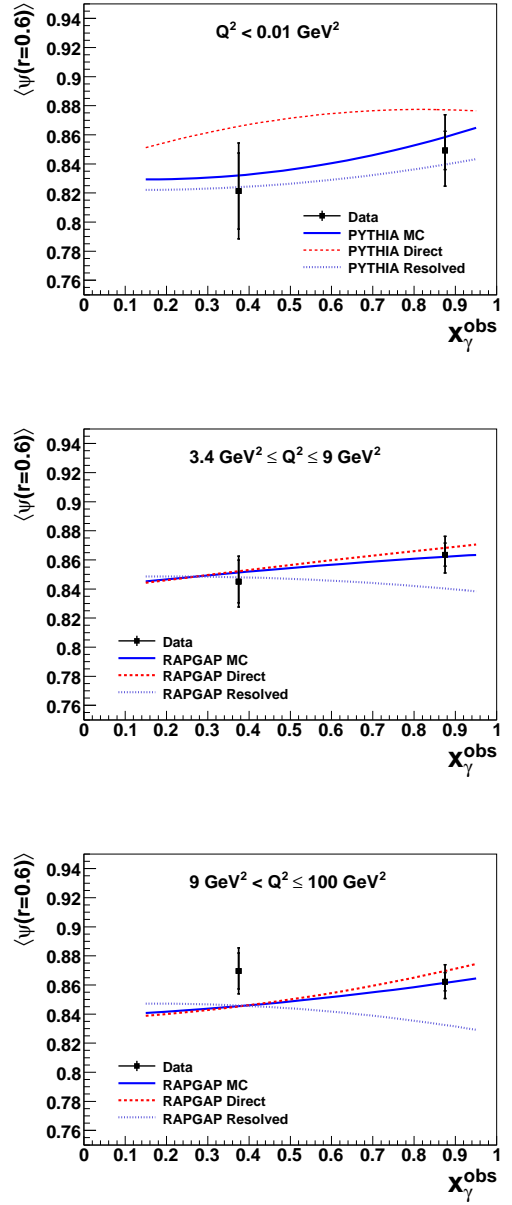 ⟨ψ(r=0.6)⟩
0.94
0.92
0.9
0.88
0.86
0.84
0.82
0.8
0.78
0.76
Q² < 0.01 GeV²
Data
PYTHIA MC
PYTHIA Direct
PYTHIA Resolved
0 0.1 0.2 0.3 0.4 0.5 0.6 0.7 0.8 0.9 1
xγ^obs
⟨ψ(r=0.6)⟩
0.94
0.92
0.9
0.88
0.86
0.84
0.82
0.8
0.78
0.76
3.4 GeV² ≤ Q² ≤ 9 GeV²
Data
RAPGAP MC
RAPGAP Direct
RAPGAP Resolved
0 0.1 0.2 0.3 0.4 0.5 0.6 0.7 0.8 0.9 1
xγ^obs
⟨ψ(r=0.6)⟩
0.94
0.92
0.9
0.88
0.86
0.84
0.82
0.8
0.78
0.76
9 GeV² < Q² ≤ 100 GeV²
Data
RAPGAP MC
RAPGAP Direct
RAPGAP Resolved
0 0.1 0.2 0.3 0.4 0.5 0.6 0.7 0.8 0.9 1
xγ^obs